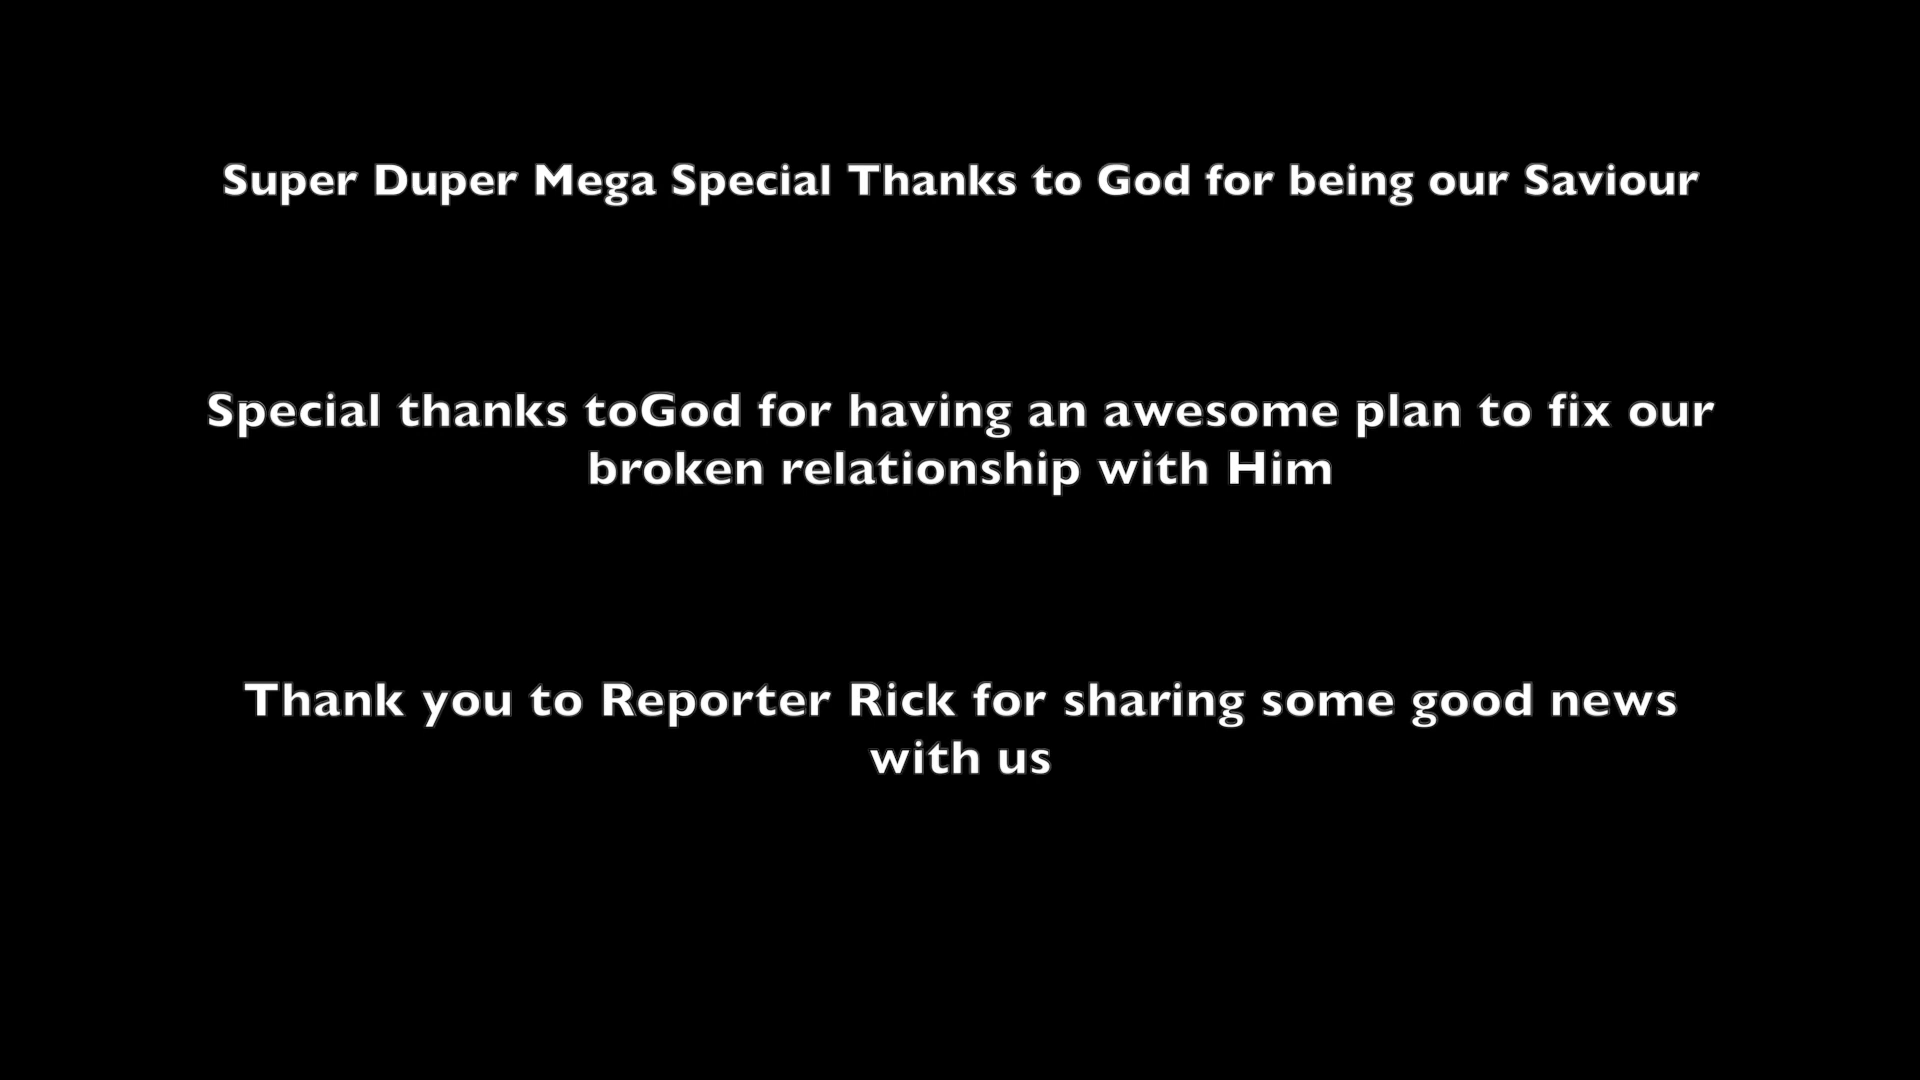 Super Duper Mega Special Thanks to God for being our Saviour
Special thanks toGod for having an awesome plan to fix our
broken relationship with Him
Thank you to Reporter Rick for sharing some good news
with us